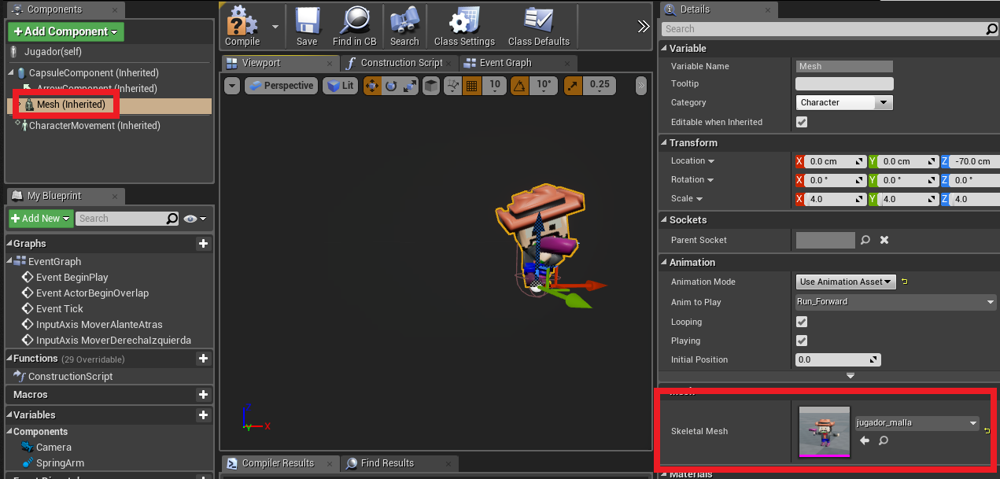 Components
Add Component
Jugador(self)
CapsuleComponent (Inherited)
ArrowComponent (Inherited)
Mesh (Inherited)
CharacterMovement (Inherited)
My Blueprint
Add New
Search
Graphs
EventGraph
Event BeginPlay
Event ActorBeginOverlap
Event Tick
InputAxis MoverAlanteAtras
InputAxis MoverDerechaIzquierda
Functions (29 Overridable)
ConstructionScript
Macros
Variables
Components
Camera
SpringArm
Compile
Save
Find in CB
Search
Class Settings
Class Defaults
Viewport
Construction Script
Event Graph
Perspective
Lit
10
10°
0.25
Z
X
Y
Compiler Results
Find Results
Details
Search
Variable
Variable Name
Mesh
Tooltip
Category
Character
Editable when Inherited
Transform
Location
X 0.0 cm Y 0.0 cm Z -70.0 cm
Rotation
X 0.0 ° Y 0.0 ° Z 0.0 °
Scale
X 4.0 Y 4.0 Z 4.0
Sockets
Parent Socket
Animation
Animation Mode
Use Animation Asset
Anim to Play
Run_Forward
Looping
Playing
Initial Position
0.0
Skeletal Mesh
jugador_malla
Materials